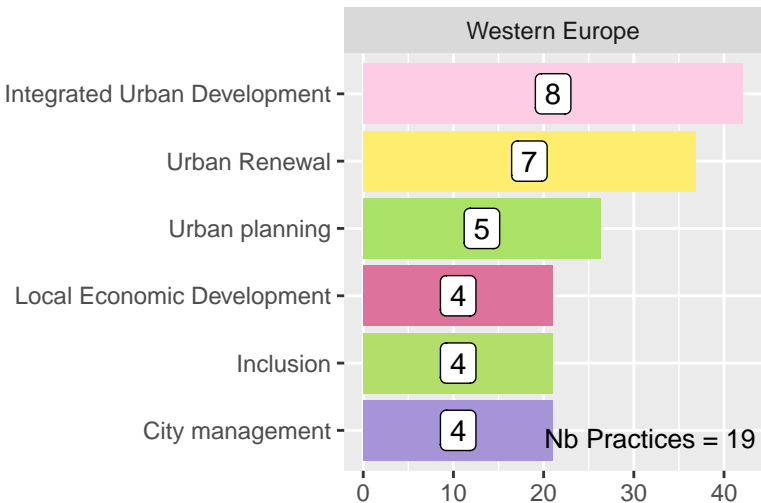 Western Europe
Integrated Urban Development
8
Urban Renewal
7
Urban planning
5
Local Economic Development
4
Inclusion
4
City management
4
Nb Practices = 19
0 10 20 30 40